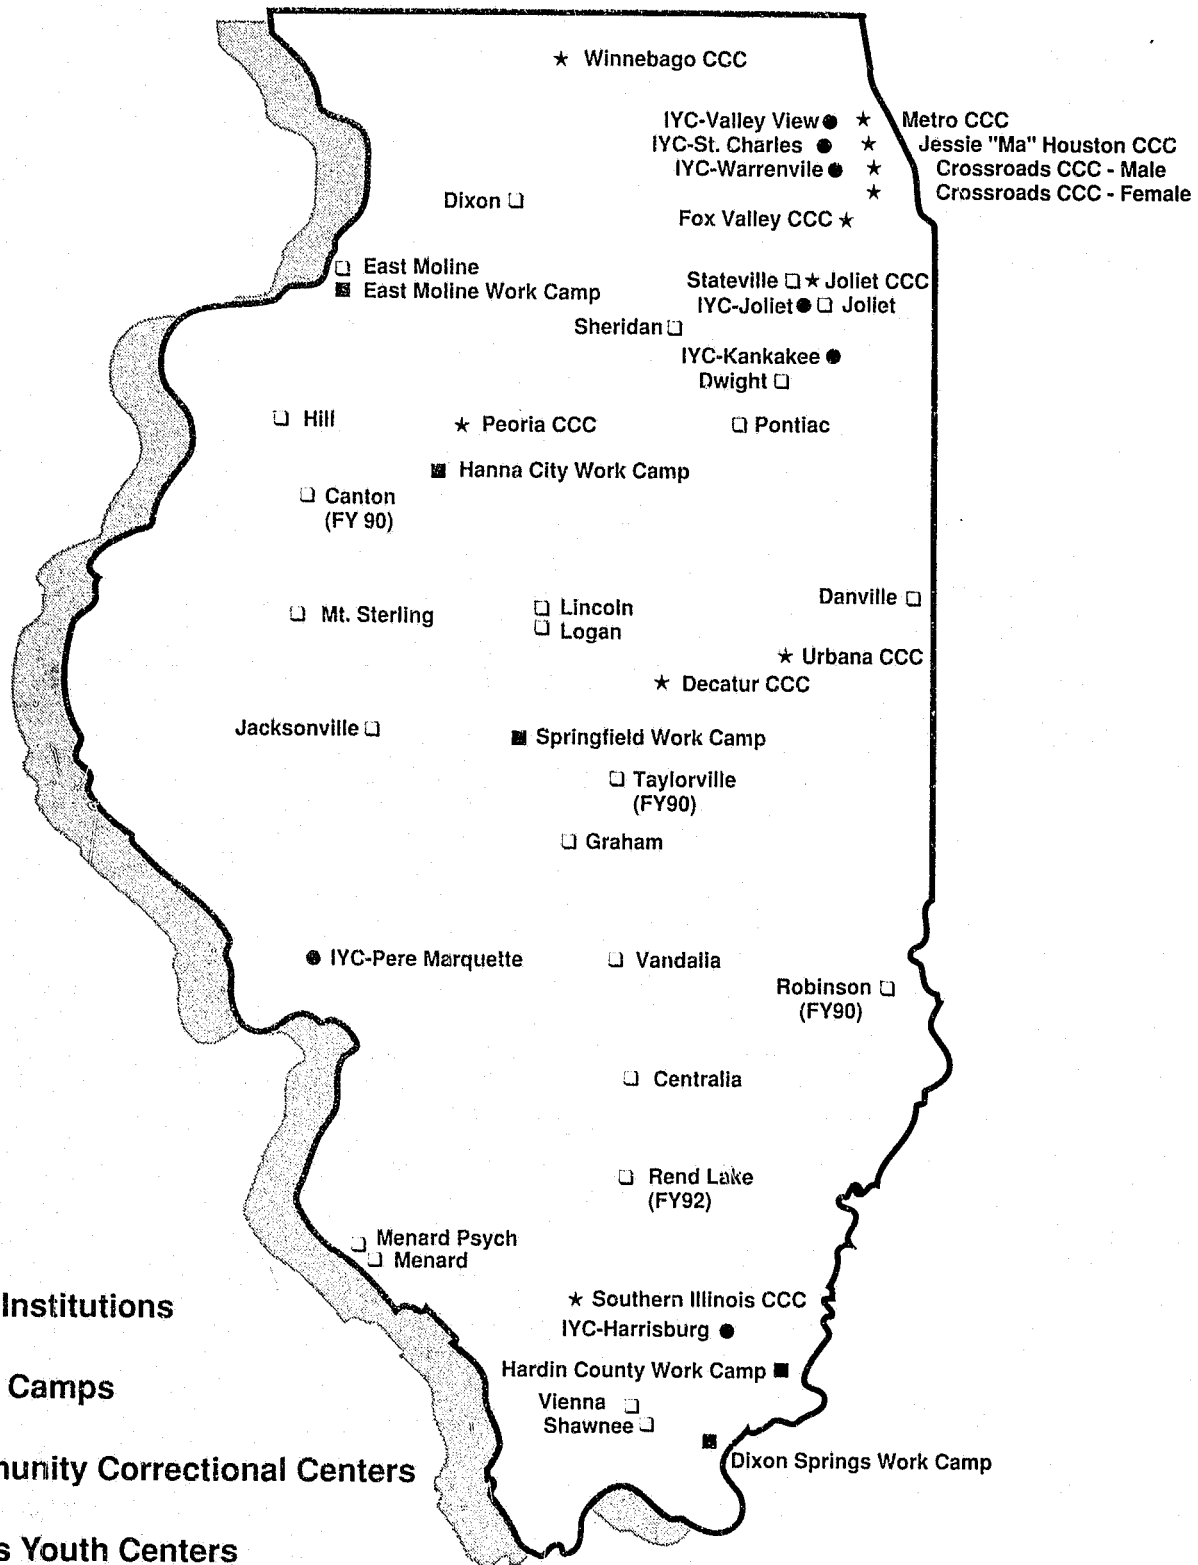 Winnebago CCC
IYC-Valley View Metro CCC
IYC-St. Charles Jessie "Ma" Houston CCC
IYC-Warrenvile Crossroads CCC - Male
Crossroads CCC - Female
Dixon
Fox Valley CCC
East Moline
East Moline Work Camp
Stateville Joliet CCC
IYC-Joliet Joliet
Sheridan
IYC-Kankakee
Dwight
Hill
Peoria CCC
Pontiac
Hanna City Work Camp
Canton
(FY 90)
Danville
Mt. Sterling
Lincoln
Logan
Urbana CCC
Decatur CCC
Jacksonville
Springfield Work Camp
Taylorville
(FY90)
Graham
IYC-Pere Marquette
Vandalia
Robinson
(FY90)
Centralia
Rend Lake
(FY92)
Menard Psych
Menard
Institutions
Southern Illinois CCC
IYC-Harrisburg
Hardin County Work Camp
Camps
Vienna
Shawnee
Dixon Springs Work Camp
munity Correctional Centers
s Youth Centers